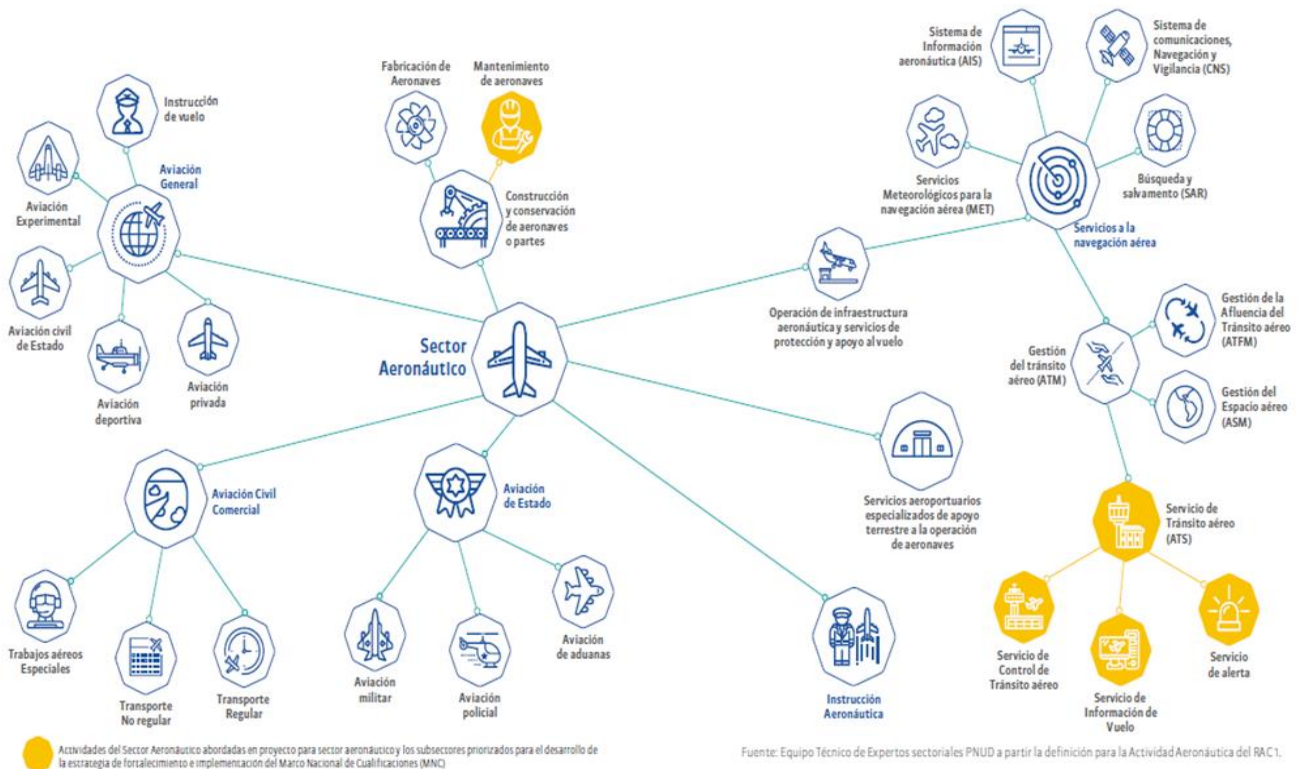 Instrucción
de vuelo
Aviación
General
Aviación
Experimental
Aviación civil
de Estado
Aviación
deportiva
Aviación
privada
Fabricación de
Aeronaves
Mantenimiento
de aeronaves
Construcción
y conservación
de aeronaves
o partes
Sistema de
Información
aeronáutica (AIS)
Sistema de
comunicaciones,
Navegación y
Vigilancia (CNS)
Servicios
Meteorológicos para
la navegación aérea (MET)
Búsqueda y
salvamento (SAR)
Servicios a la
navegación aérea
Operación de infraestructura
aeronáutica y servicios de
protección y apoyo al vuelo
Sector
Aeronáutico
Gestión
del tránsito
aéreo (ATM)
Gestión de la
Afluencia del
Tránsito aéreo
(ATFM)
Gestión del
Espacio aéreo
(ASM)
Aviación Civil
Comercial
Aviación
de Estado
Servicios aeroportuarios
especializados de apoyo
terrestre a la operación
de aeronaves
Servicio de
Tránsito aéreo
(ATS)
Trabajos aéreos
Especiales
Transporte
No regular
Transporte
Regular
Aviación
militar
Aviación
policial
Aviación
de aduanas
Instrucción
Aeronáutica
Servicio de
Control de
Tránsito aéreo
Servicio de
Información de
Vuelo
Servicio
de alerta
Actividades del Sector Aeronáutico abordadas en proyecto para sector aeronáutico y los subsectores priorizados para el desarrollo de
la estrategia de fortalecimiento e implementación del Marco Nacional de Cualificaciones (MNC)
Fuente: Equipo Técnico de Expertos sectoriales PNUD a partir la definición para la Actividad Aeronáutica del RAC 1.